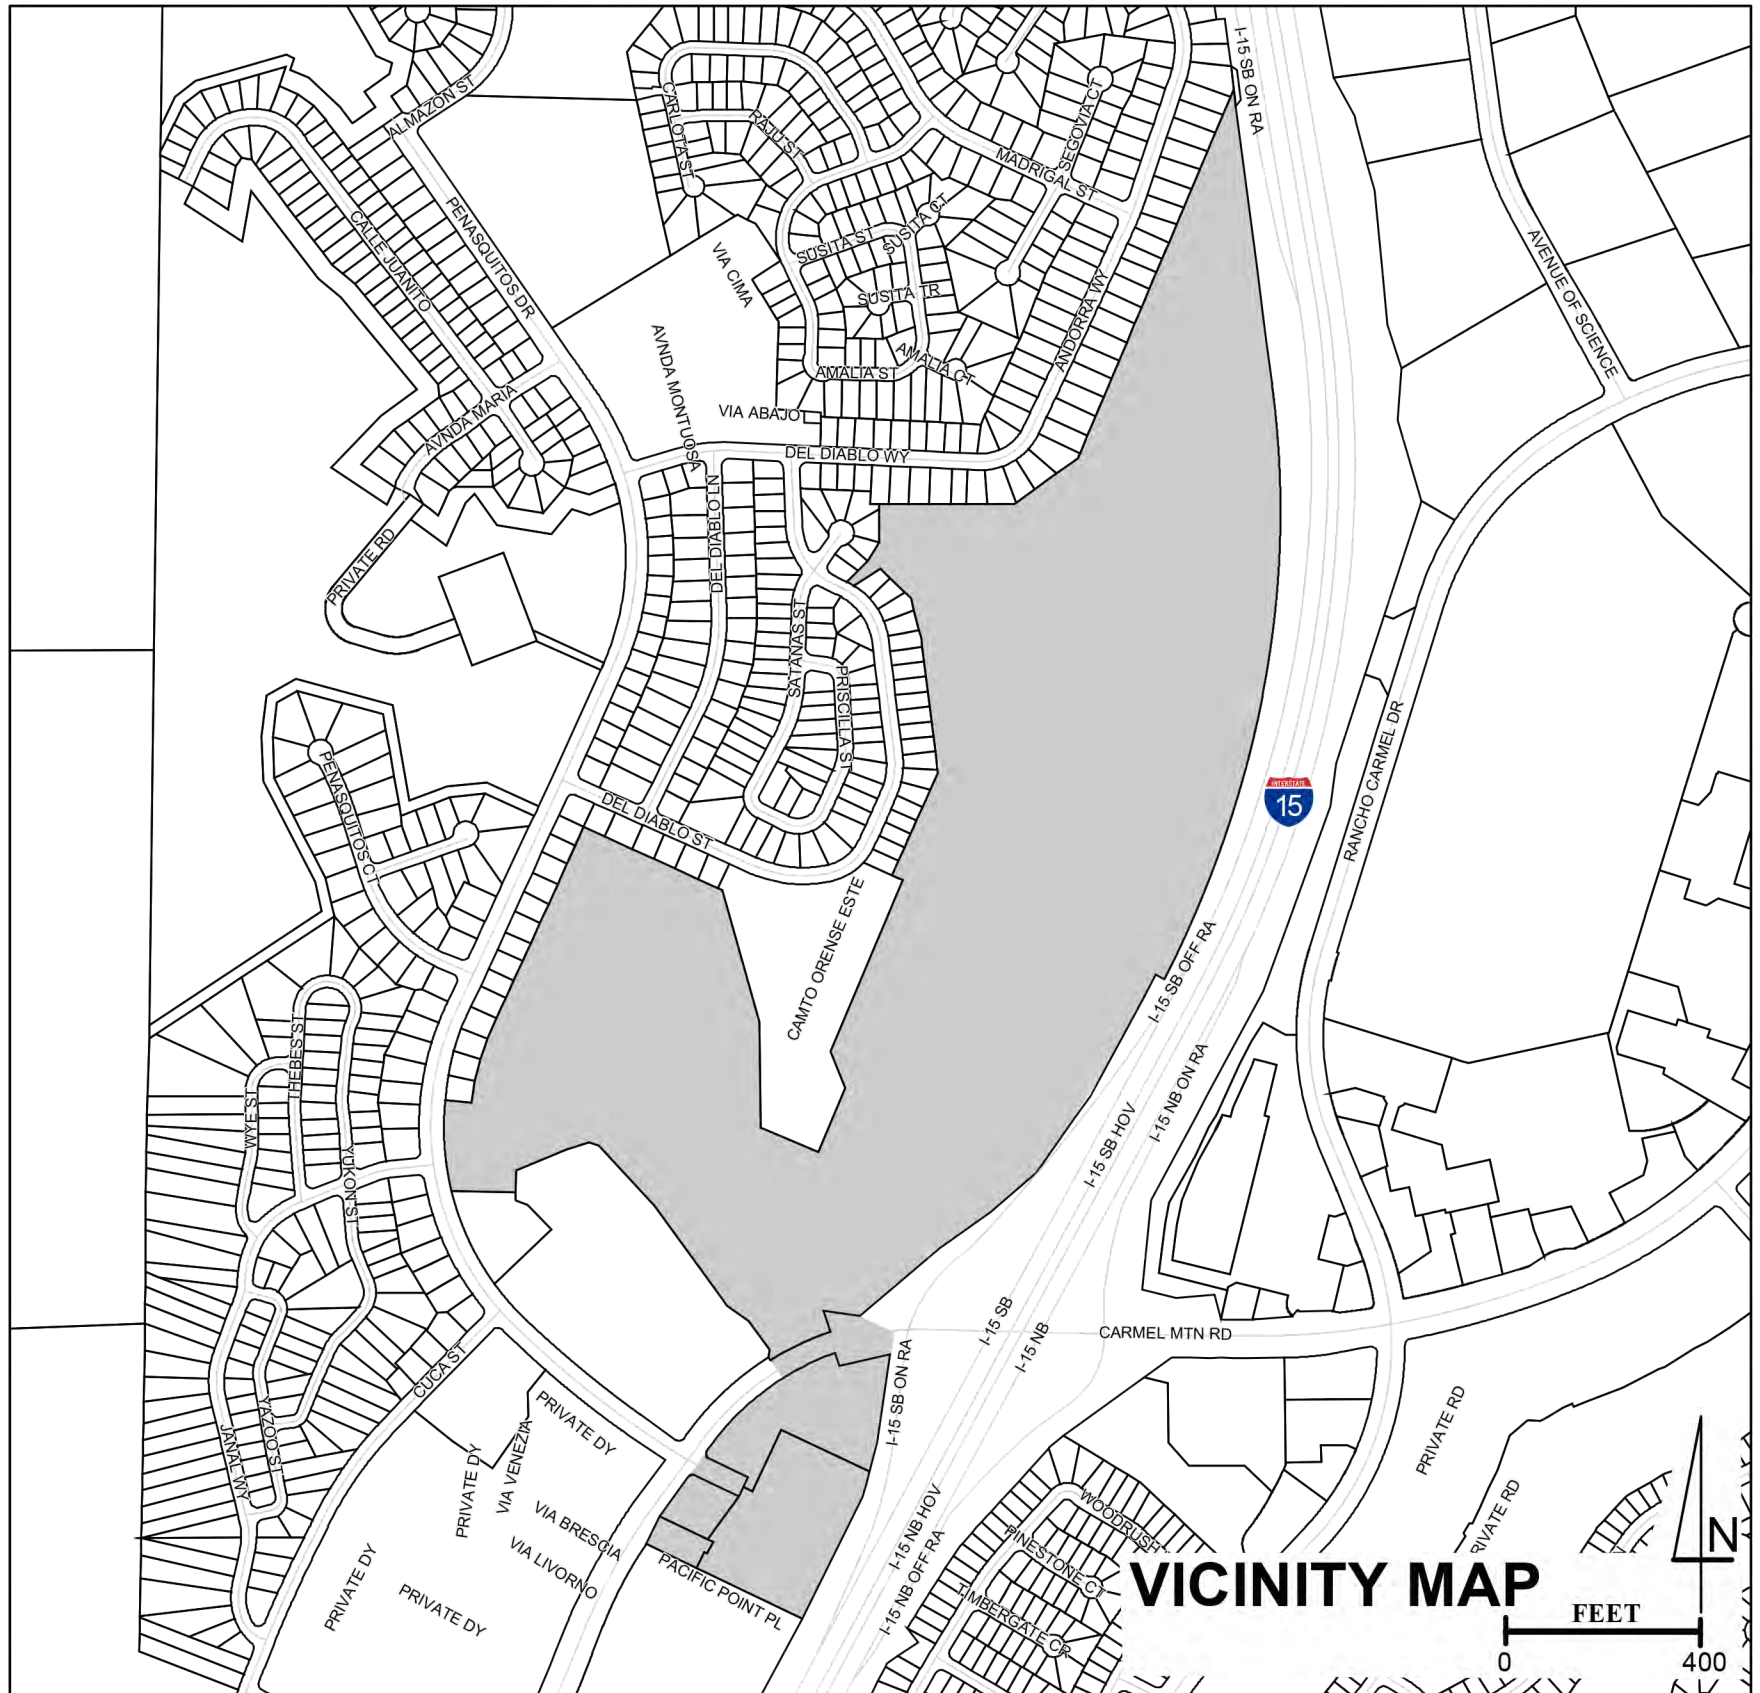 I-15 SB ON RA
ALMAZON ST
CARLOTA ST
RAJU ST
SEGOVIA CT
MADRIGAL ST
PENASQUITOS DR
CALLE JUANITO
SUSITA CT
SUSITA ST
VIA CIMA
SUSITA TR
ANDORRA WY
AVENUE OF SCIENCE
AVNDA MONTUOSA
AMALIA CT
AMALIA ST
AVNDA MARIA
VIA ABAJO
DEL DIABLO WY
DEL DIABLO LN
PRIVATE RD
SATANAS ST
PRISCILLA ST
PENASQUITOS CT
DEL DIABLO ST
INTERSTATE
15
RANCHO CARMEL DR
CAMTO ORENSE ESTE
I-15 SB OFF RA
THEBES ST
WYE ST
YUKON ST
I-15 SB HOV
I-15 NB ON RA
I-15 SB
I-15 NB
CARMEL MTN RD
I-15 SB ON RA
CUCA ST
YAZOO ST
JANAL WY
PRIVATE DY
PRIVATE DY
VIA VENEZIA
VIA BRESCIA
VIA LIVORNO
PRIVATE DY
PRIVATE DY
PACIFIC POINT PL
I-15 NB HOV
I-15 NB OFF RA
PRIVATE RD
RIVATE RD
WOODRUSH
PINESTONE CT
TIMBERGATE CR
N
VICINITY MAP
FEET
0 400